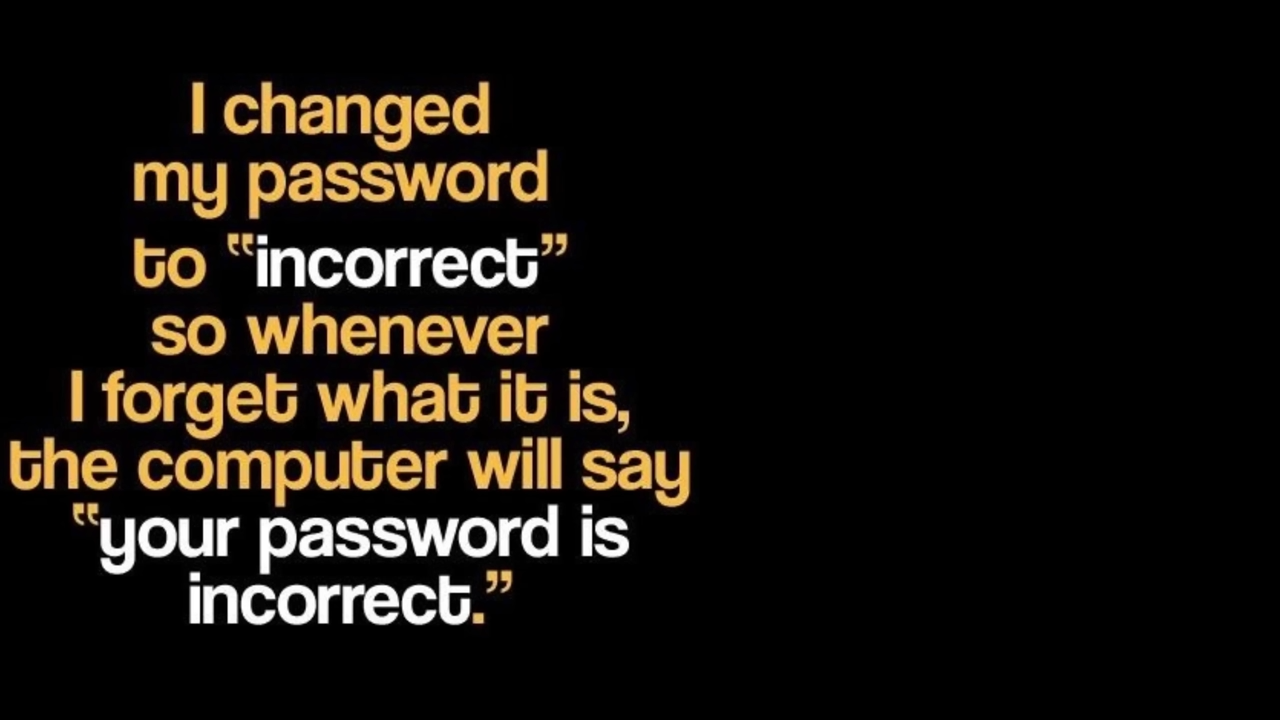 I changed
my password
to “incorrect”
so whenever
I forget what it is,
the computer will say
“your password is
incorrect.”